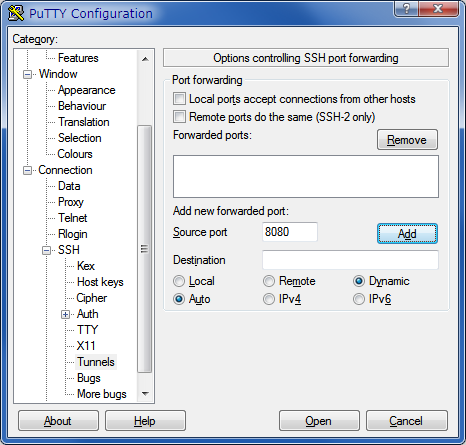 PuTTY Configuration
Category:
Features
Window
Appearance
Behaviour
Translation
Selection
Colours
Connection
Data
Proxy
Telnet
Rlogin
SSH
Kex
Host keys
Cipher
Auth
TTY
X11
Tunnels
Bugs
More bugs
Options controlling SSH port forwarding
Port forwarding
Local ports accept connections from other hosts
Remote ports do the same (SSH-2 only)
Forwarded ports:
Remove
Add new forwarded port:
Source port 8080 Add
Destination
Local Remote Dynamic
Auto IPv4 IPv6
About Help Open Cancel